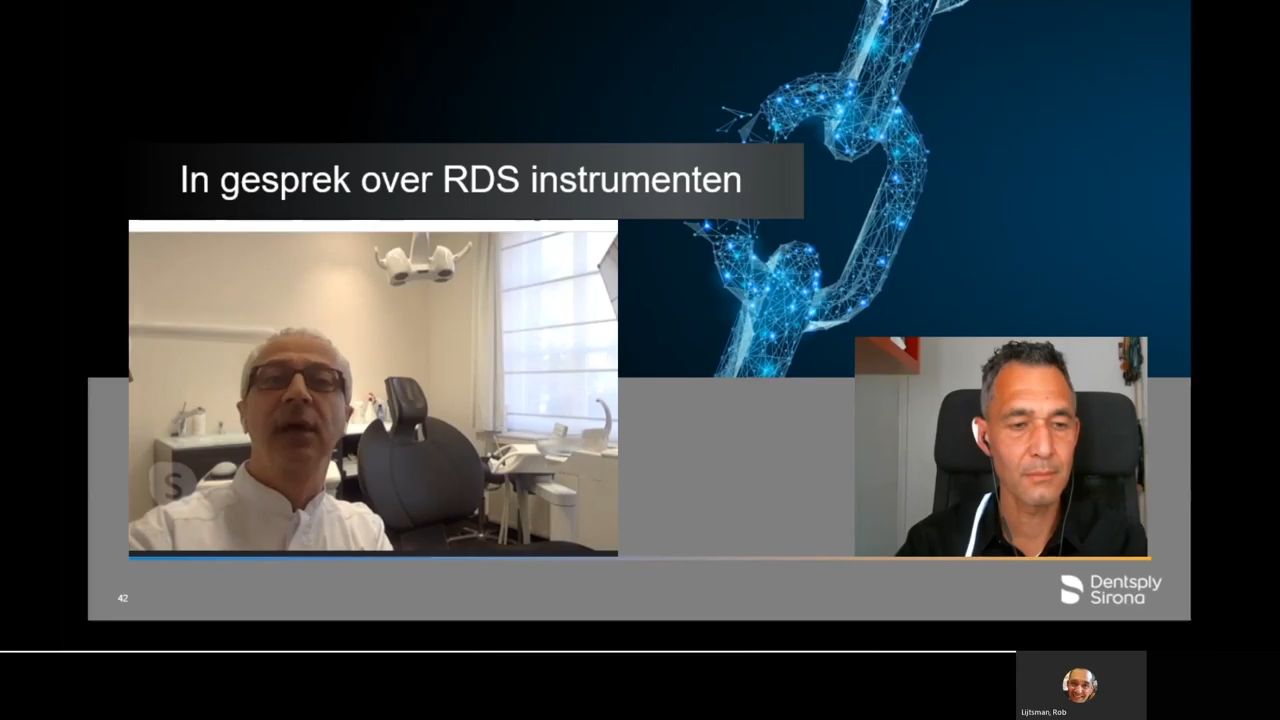 In gesprek over RDS instrumenten
S
42
Dentsply
Sirona
Lijtsman, Rob